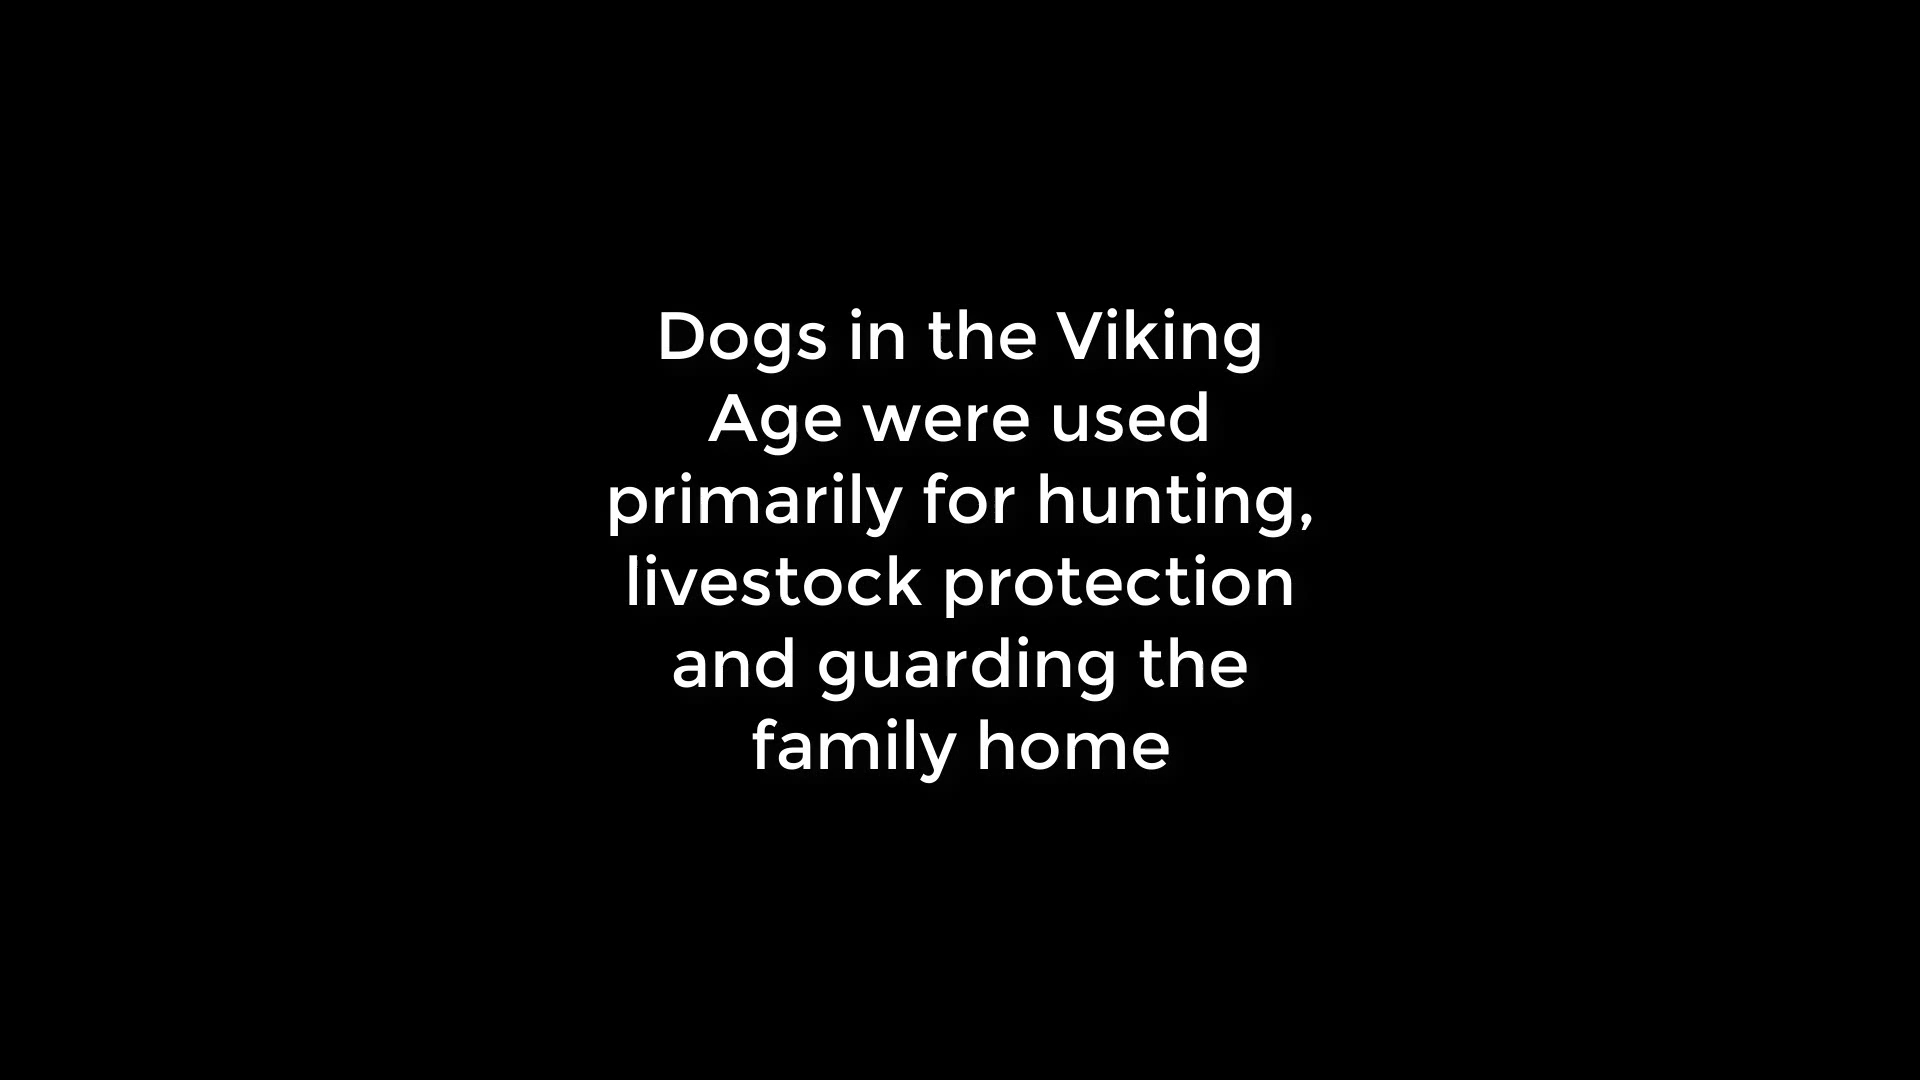 Dogs in the Viking
Age were used
primarily for hunting,
livestock protection
and guarding the
family home